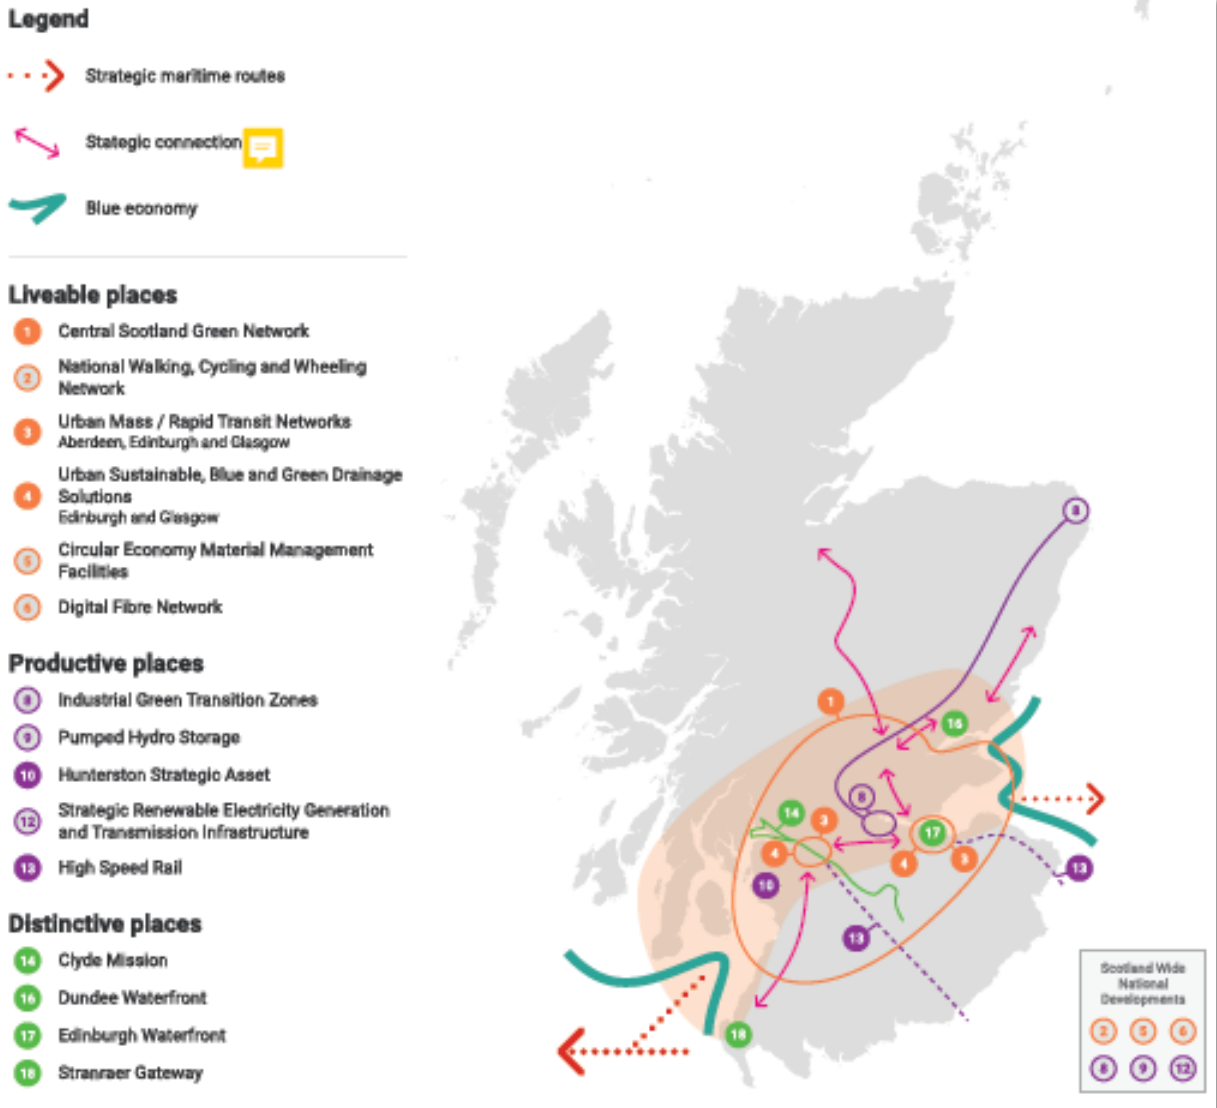 Legend
Strategic maritime routes
Stategic connection
Blue economy
Liveable places
1 Central Scotland Green Network
2 National Walking, Cycling and Wheeling
Network
3 Urban Mass / Rapid Transit Networks
Aberdeen, Edinburgh and Glasgow
4 Urban Sustainable, Blue and Green Drainage
Solutions
Edinburgh and Glasgow
5 Circular Economy Material Management
Facilities
6 Digital Fibre Network
Productive places
8 Industrial Green Transition Zones
9 Pumped Hydro Storage
10 Hunterston Strategic Asset
12 Strategic Renewable Electricity Generation
and Transmission Infrastructure
13 High Speed Rail
Distinctive places
14 Clyde Mission
16 Dundee Waterfront
17 Edinburgh Waterfront
18 Stranraer Gateway
8
1
16
8
14
3
17
4
4
3
13
10
13
18
Scotland Wide
National
Developments
2 5 6
8 9 12